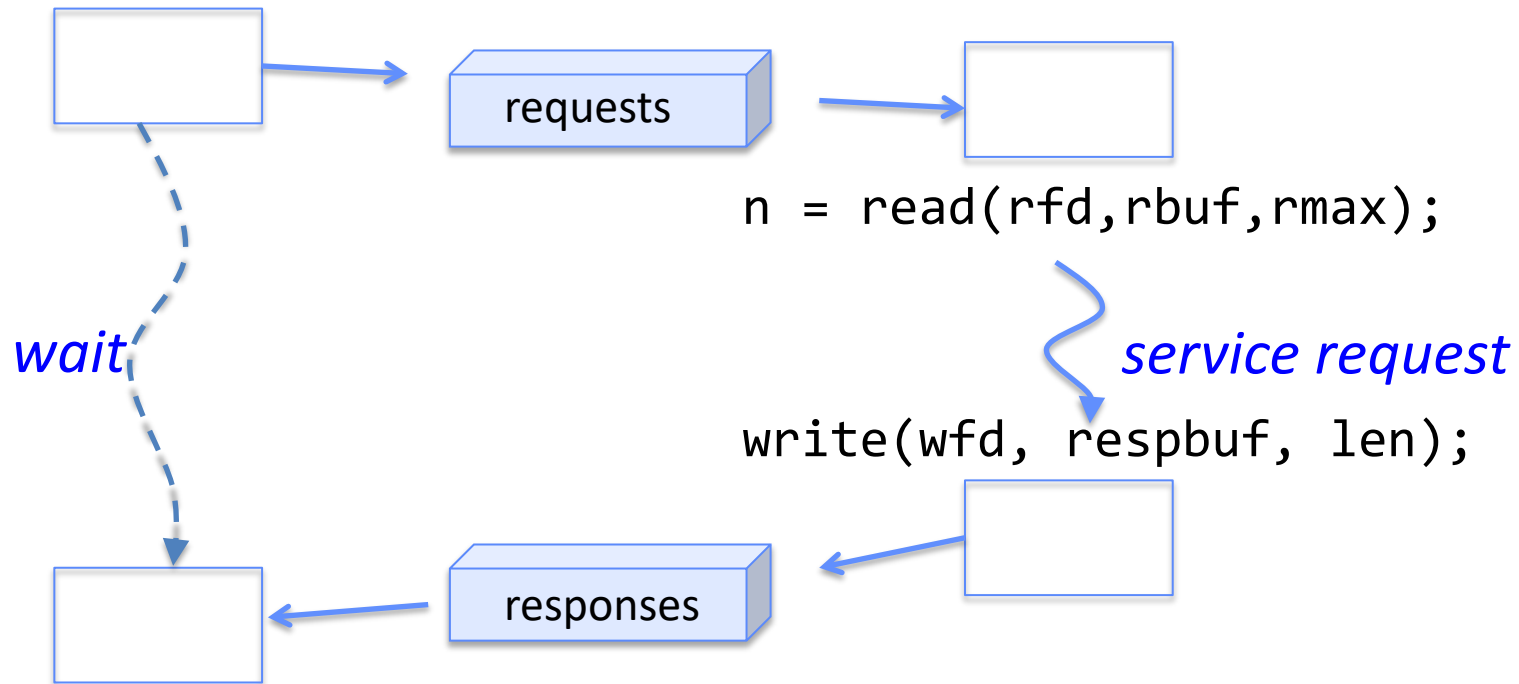 requests
n = read(rfd,rbuf,rmax);
wait
service request
write(wfd, respbuf, len);
responses